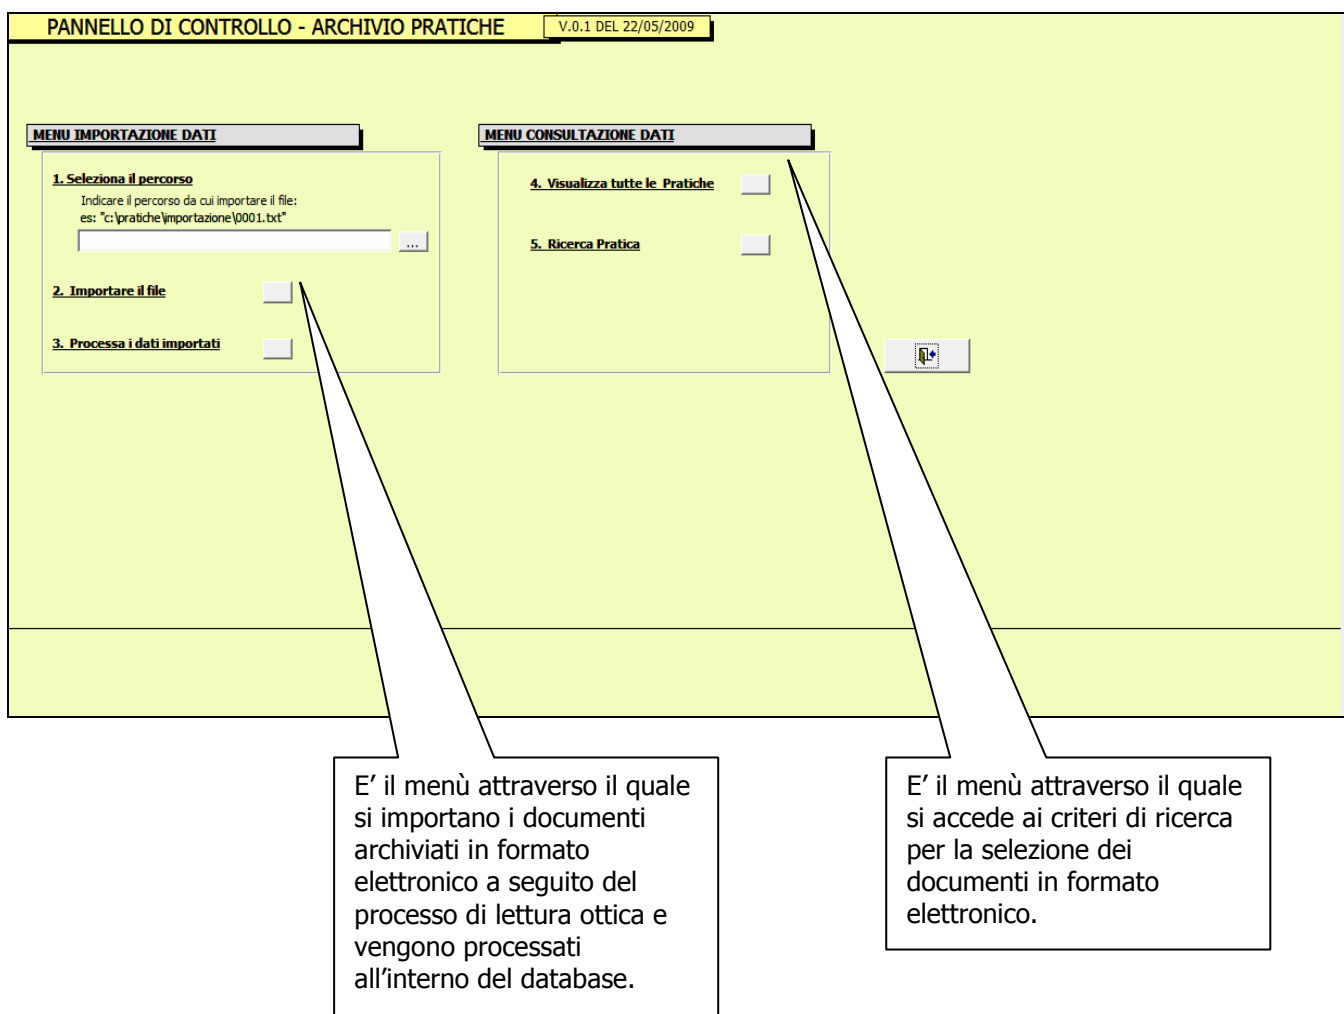 PANNELLO DI CONTROLLO - ARCHIVIO PRATICHE
V.0.1 DEL 22/05/2009
MENU IMPORTAZIONE DATI
1. Seleziona il percorso
Indicare il percorso da cui importare il file:
es: "c:\pratiche\importazione\0001.txt"
...
2. Importare il file
3. Processa i dati importati
MENU CONSULTAZIONE DATI
4. Visualizza tutte le Pratiche
5. Ricerca Pratica
E’ il menù attraverso il quale
si importano i documenti
archiviati in formato
elettronico a seguito del
processo di lettura ottica e
vengono processati
all’interno del database.
E’ il menù attraverso il quale
si accede ai criteri di ricerca
per la selezione dei
documenti in formato
elettronico.